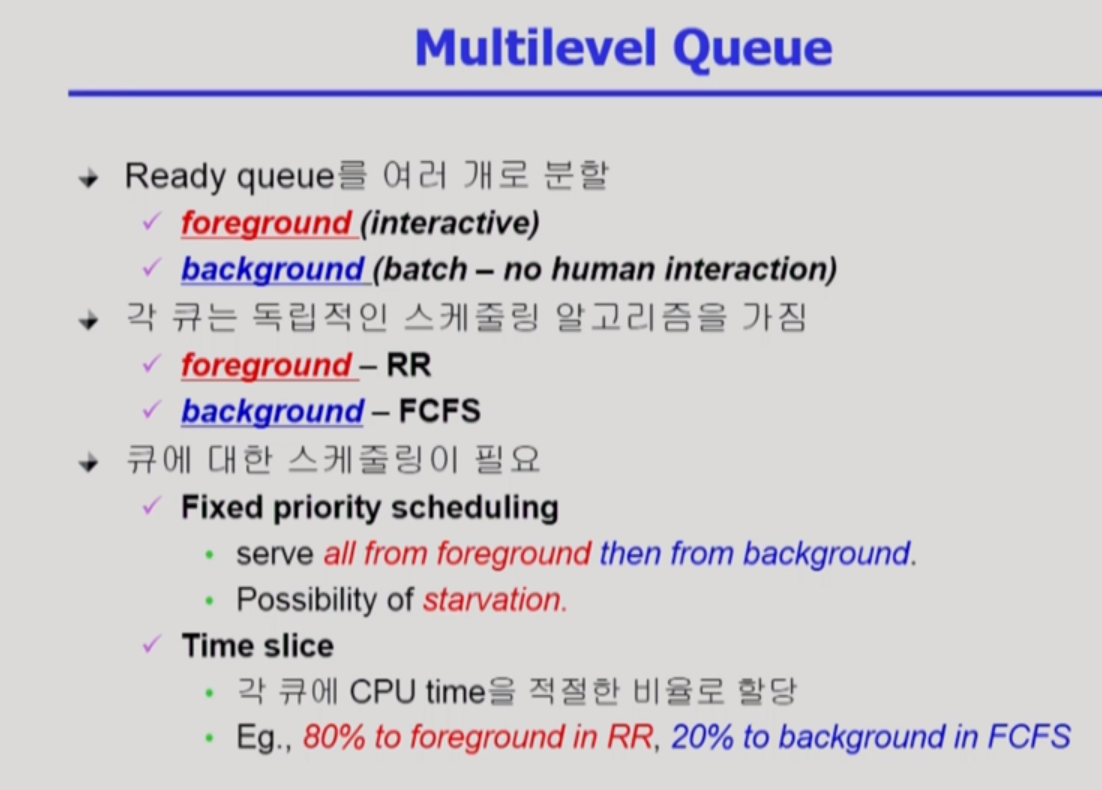 Multilevel Queue
Ready queue를 여러 개로 분할
foreground (interactive)
background (batch – no human interaction)
각 큐는 독립적인 스케줄링 알고리즘을 가짐
foreground – RR
background – FCFS
큐에 대한 스케줄링이 필요
Fixed priority scheduling
serve all from foreground then from background.
Possibility of starvation.
Time slice
각 큐에 CPU time을 적절한 비율로 할당
Eg., 80% to foreground in RR, 20% to background in FCFS